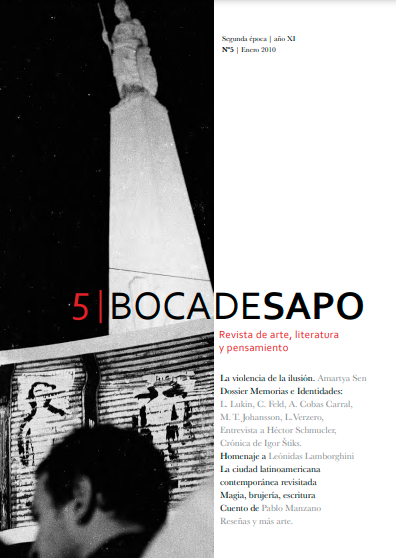 Segunda época | año XI
Nº5 | Enero 2010
5|BOCADESAPO
Revista de arte, literatura
y pensamiento
La violencia de la ilusión. Amartya Sen
Dossier Memorias e Identidades:
L. Lukin, C. Feld, A. Cobas Carral,
M. T. Johansson, L.Verzero,
Entrevista a Héctor Schmucler,
Crónica de Igor Štiks.
Homenaje a Leónidas Lamborghini
La ciudad latinoamericana
contemporánea revisitada
Magia, brujería, escritura
Cuento de Pablo Manzano
Reseñas y más arte.